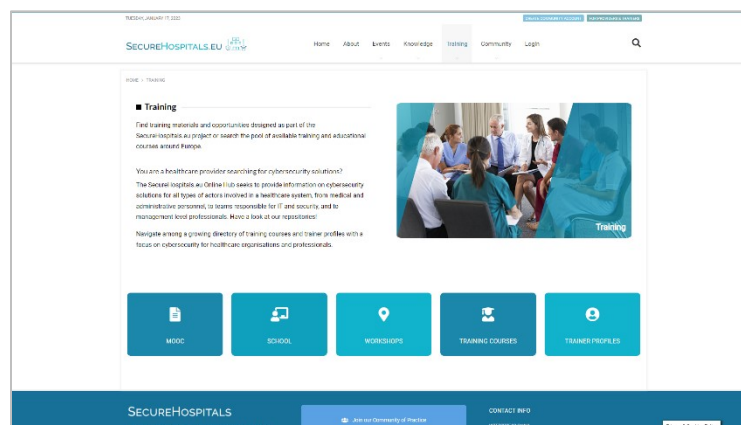 TUESDAY, JANUARY 17, 2023
SECUREHOSPITALS.EU
Home About Events Knowledge Training Community Login
HOME > TRAINING
Training
Find training materials and opportunities designed as part of the
SecureHospitals.eu project or search the pool of available training and educational
courses around Europe.
You are a healthcare provider searching for cybersecurity solutions?
The SecureHospitals.eu Online Hub seeks to provide information on cybersecurity
solutions for all types of actors involved in a healthcare system, from medical and
administrative personnel, to teams responsible for IT and security, and to
management level professionals. Have a look at our repositories!
Navigate among a growing directory of training courses and trainer profiles with a
focus on cybersecurity for healthcare organisations and professionals.
Training
MOOC
SCHOOL
WORKSHOPS
TRAINING COURSES
TRAINER PROFILES
SECUREHOSPITALS
Join our Community of Practice
CONTACT INFO